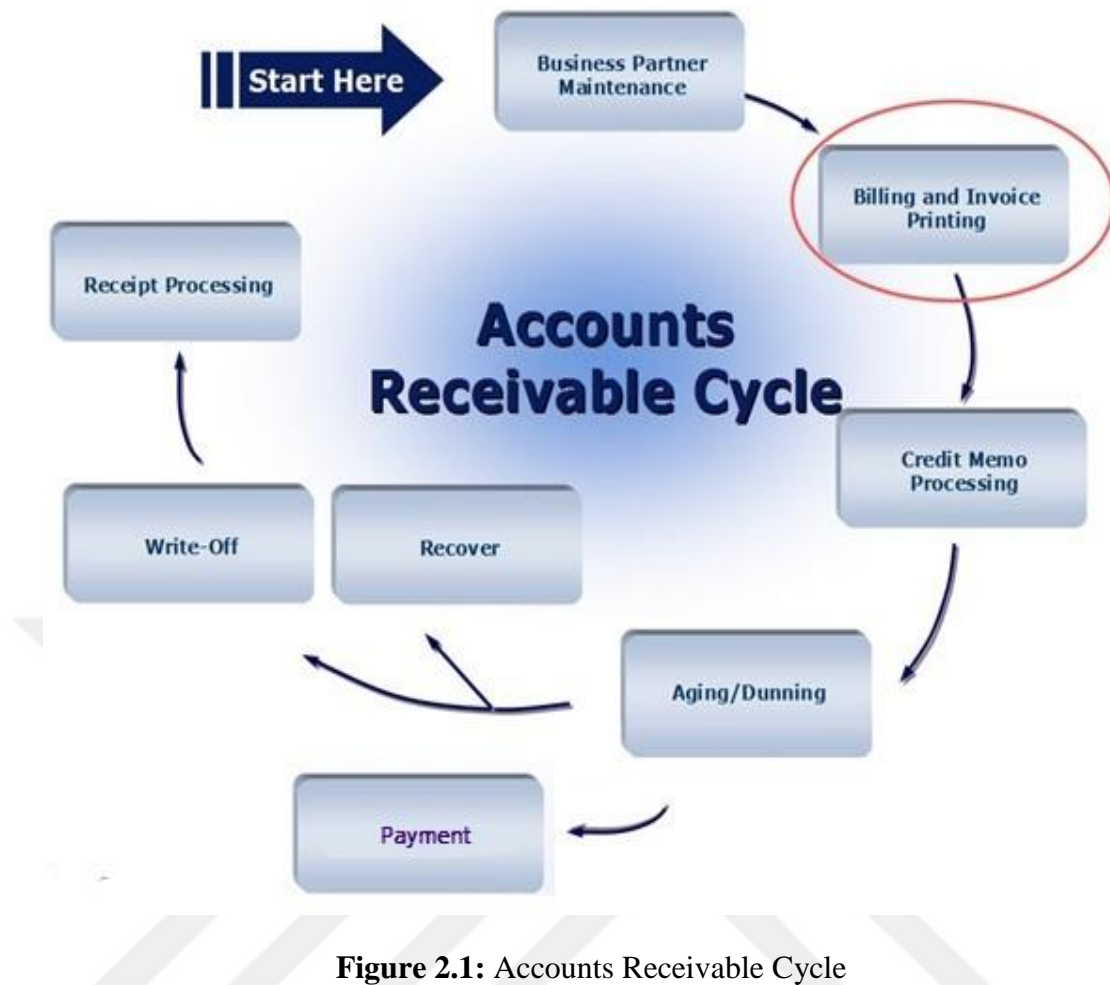 Start Here
Business Partner
Maintenance
Billing and Invoice
Printing
Accounts
Receivable Cycle
Credit Memo
Processing
Aging/Dunning
Payment
Recover
Write-Off
Receipt Processing
Figure 2.1: Accounts Receivable Cycle